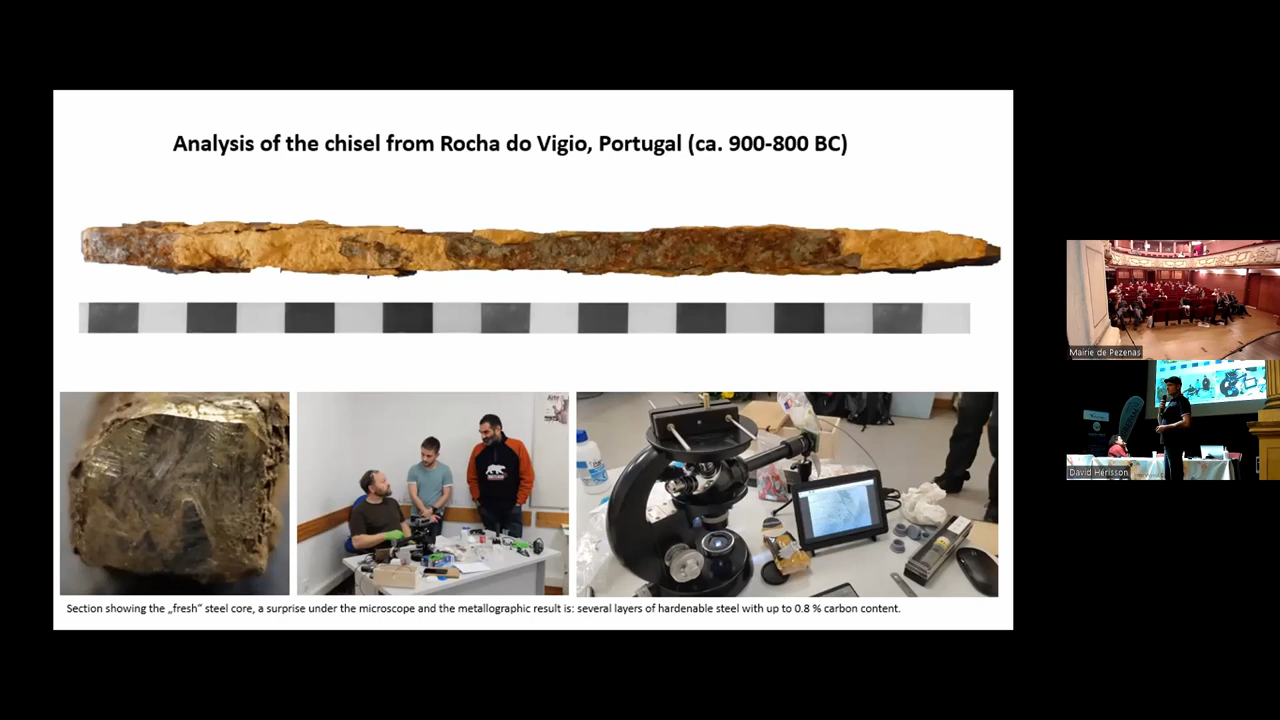 Analysis of the chisel from Rocha do Vigio, Portugal (ca. 900-800 BC)
Section showing the „fresh“ steel core, a surprise under the microscope and the metallographic result is: several layers of hardenable steel with up to 0.8 % carbon content.
Mairie de Pezenas
David Hérisson